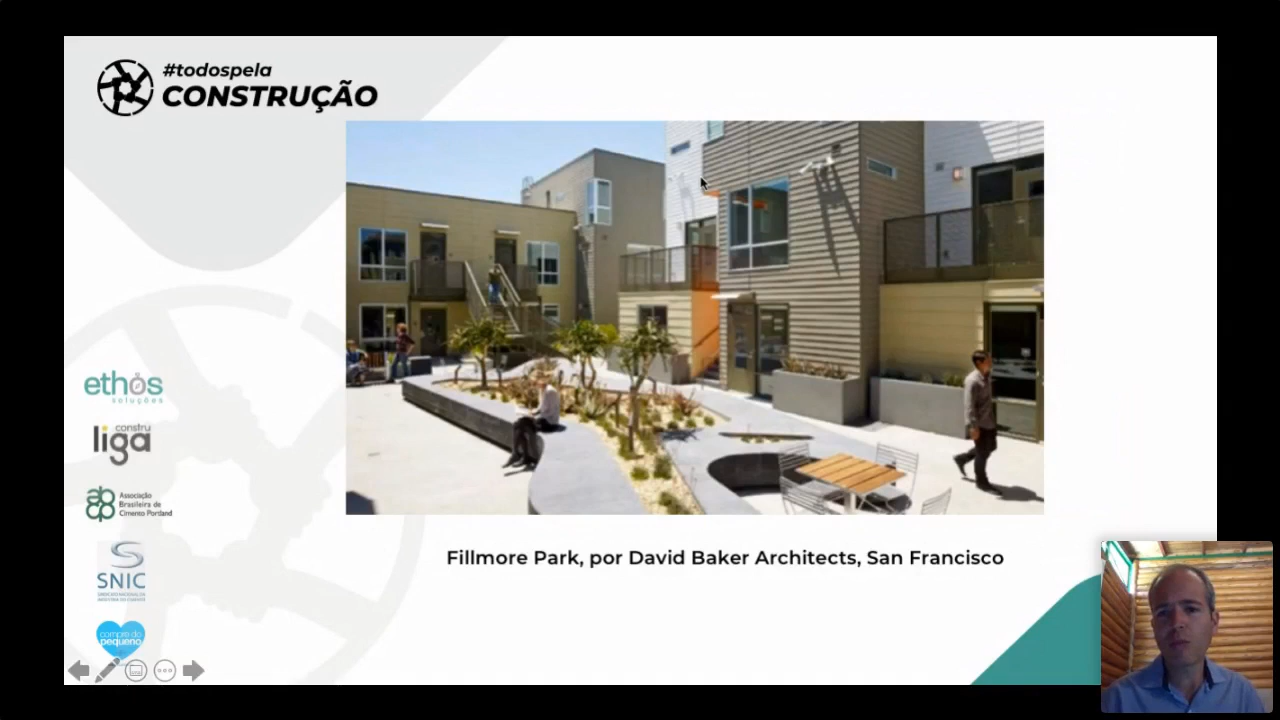 #todospela
CONSTRUÇÃO
ethos
soluções
constru
liga
abcp
Associação
Brasileira de
Cimento Portland
SNIC
compre do
pequeno
Fillmore Park, por David Baker Architects, San Francisco